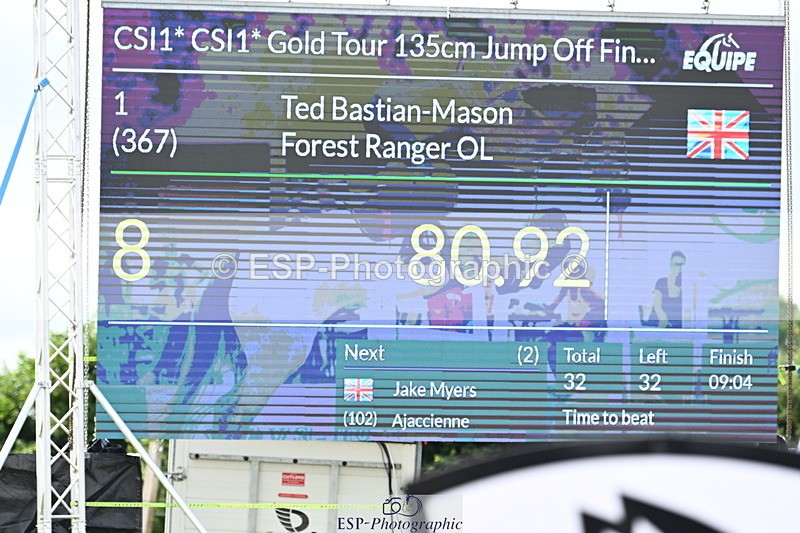 CSI1* CSI1* Gold Tour 135cm Jump Off Fin...
EQUIPE
1 Ted Bastian-Mason
(367) Forest Ranger OL
8 80.92
© ESP-Photographic ©
Next (2) Total Left Finish
Jake Myers 32 32 09:04
(102) Ajaccienne Time to beat
ESP-Photographic